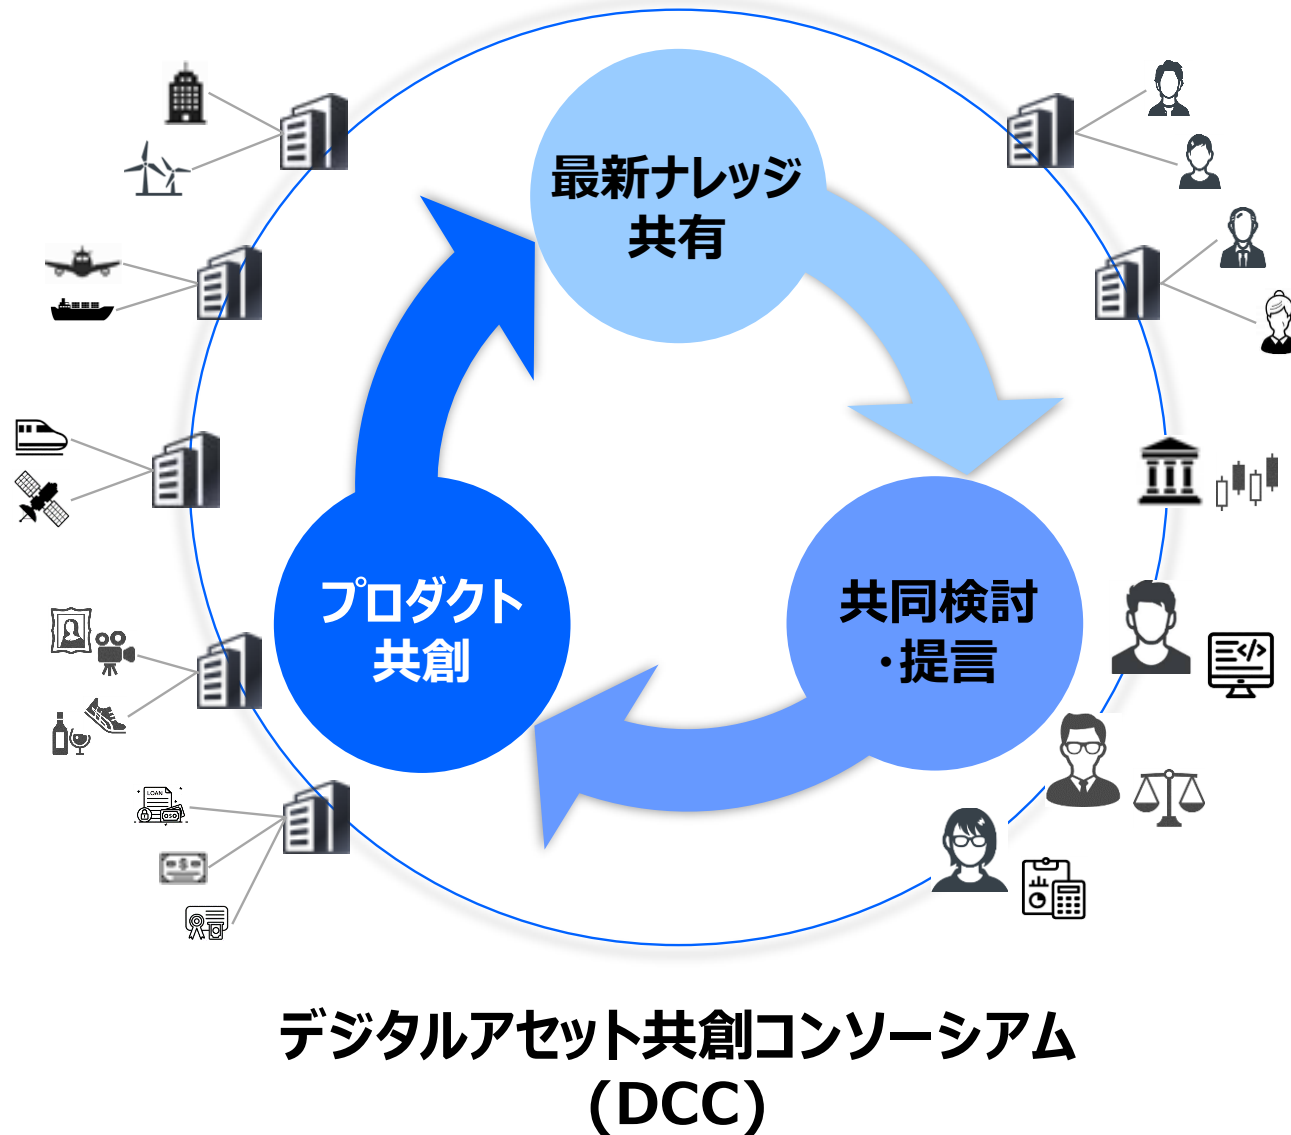 最新ナレッジ
共有
プロダクト
共創
共同検討
・提言
LOAN
デジタルアセット共創コンソーシアム
(DCC)